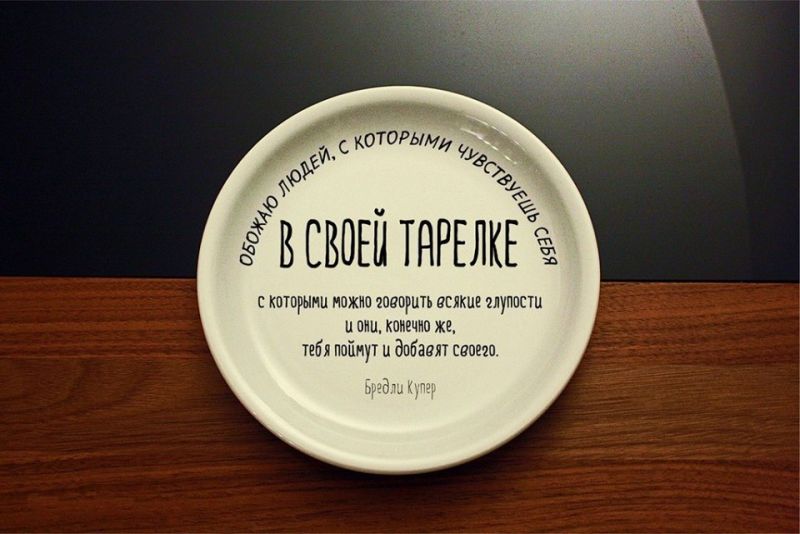 ОБОЖАЮ ЛЮДЕЙ, С КОТОРЫМИ ЧУВСТВУЕШЬ СЕБЯ
В СВОЕЙ ТАРЕЛКЕ
с которыми можно говорить всякие глупости
и они, конечно же,
тебя поймут и добавят своего.
Бредли Купер